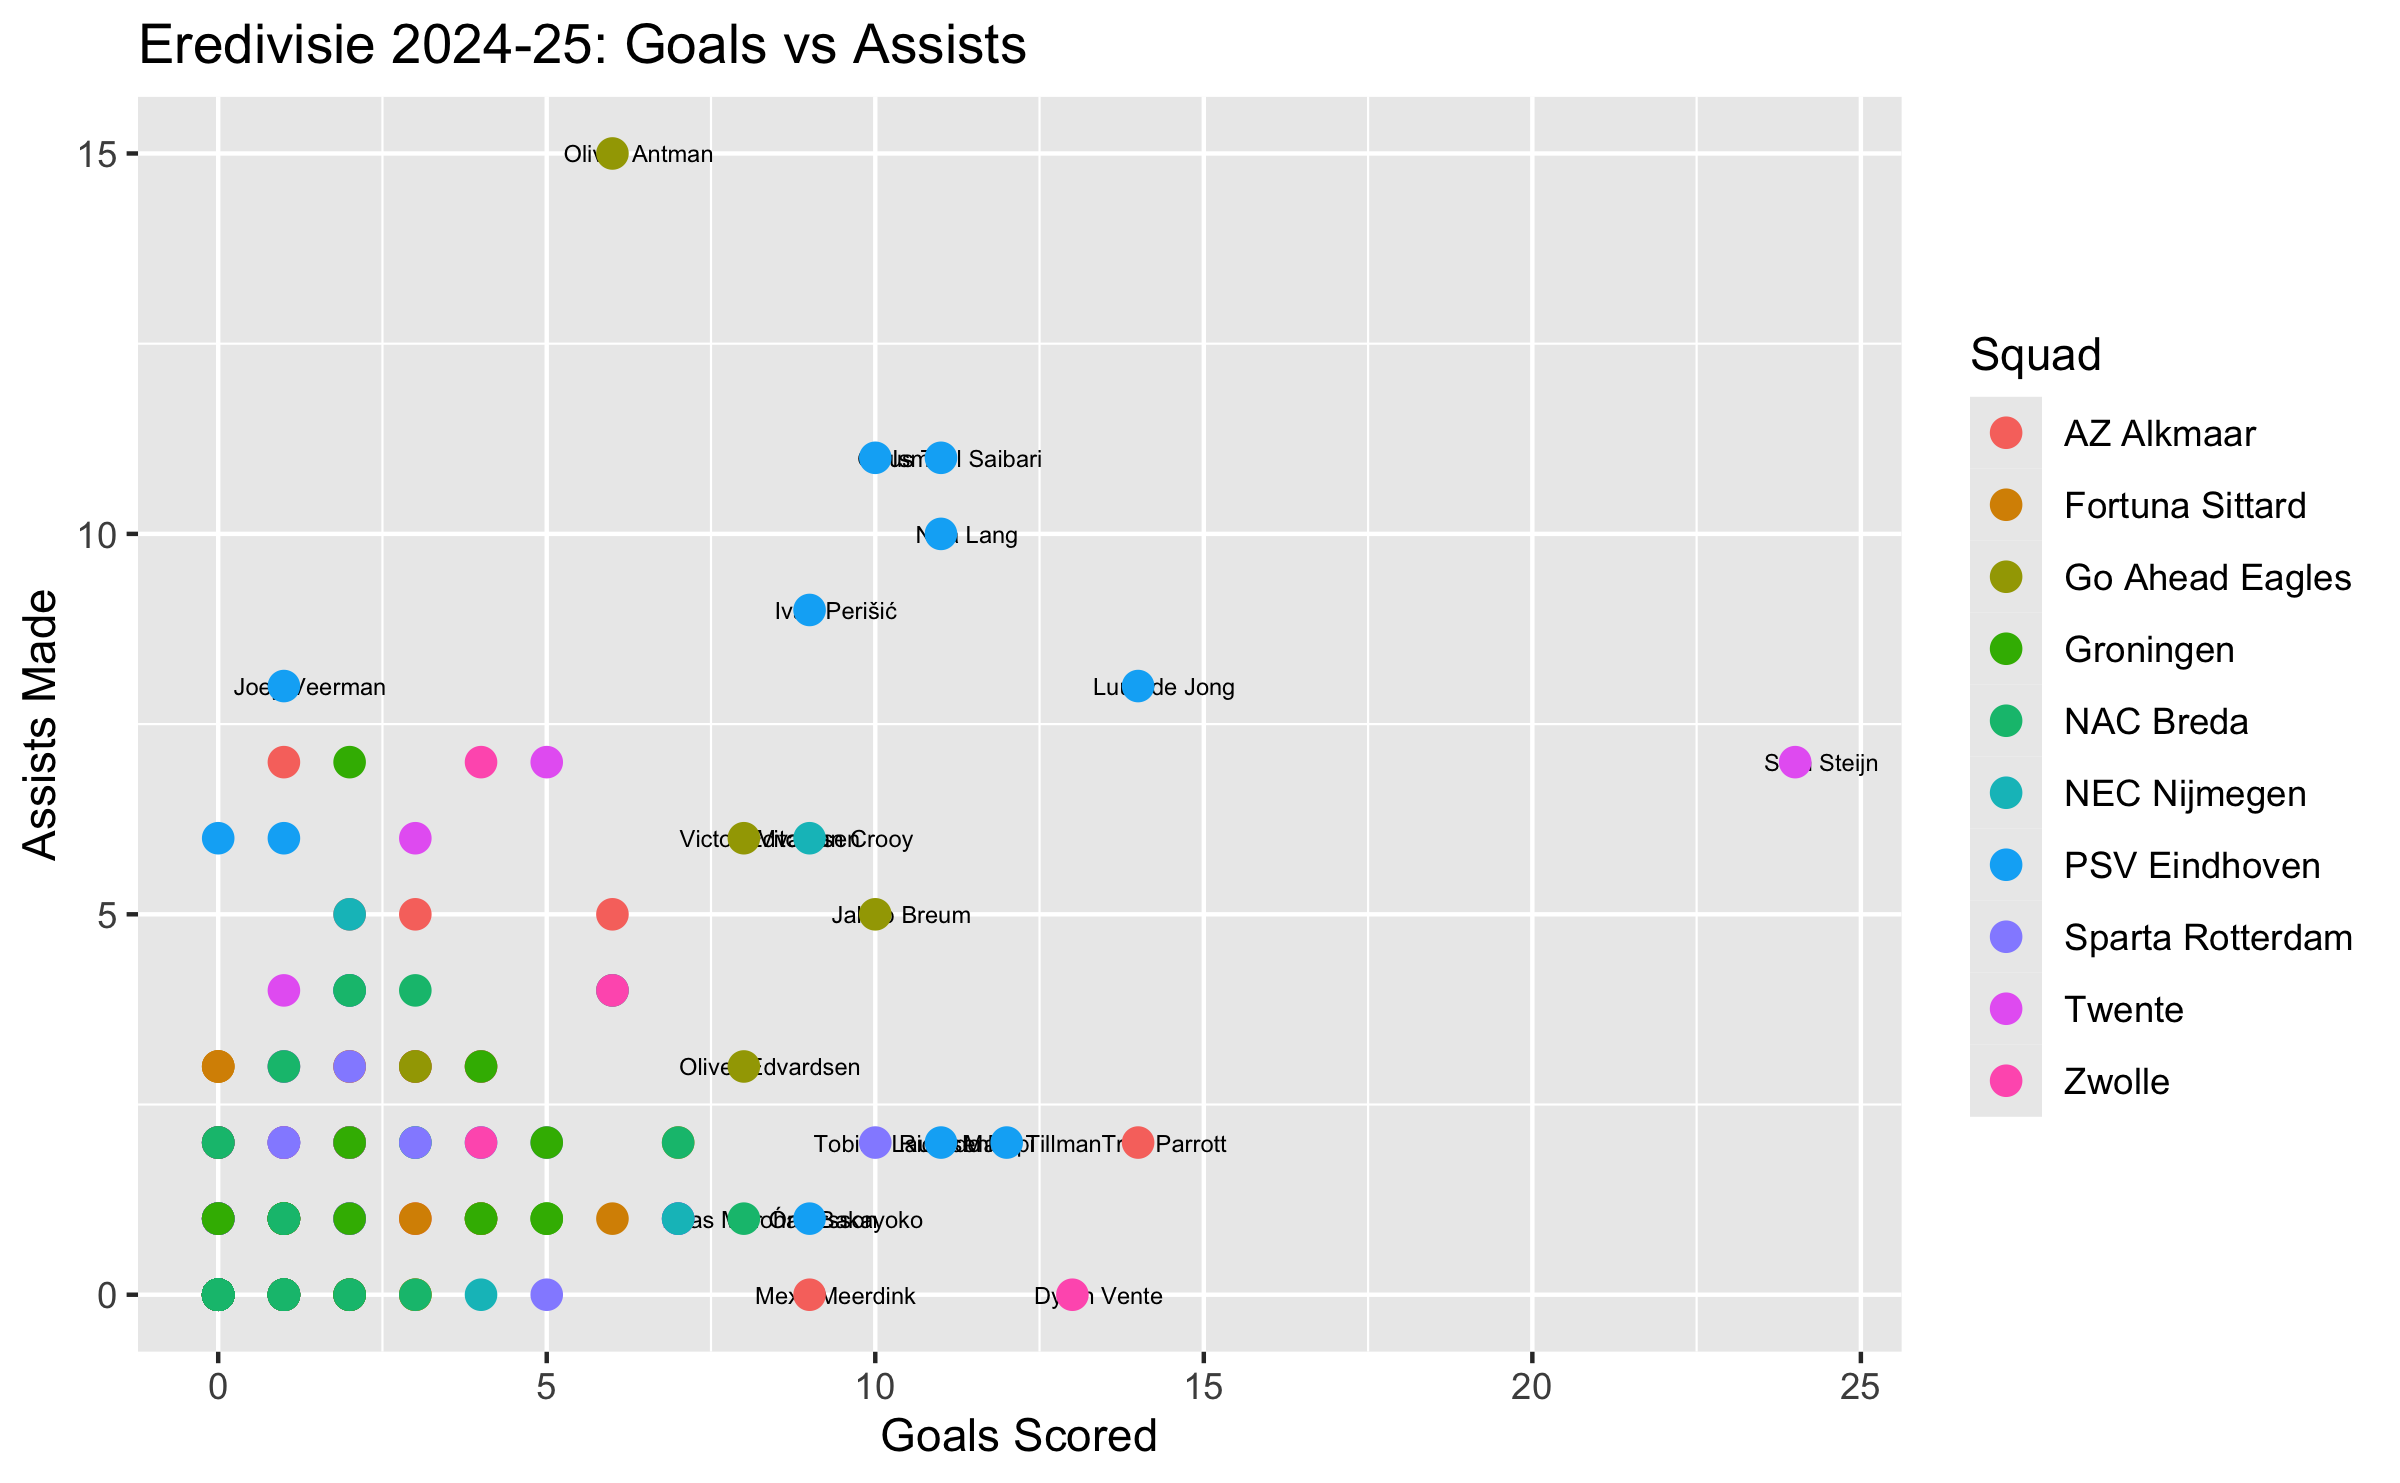 Eredivisie 2024-25: Goals vs Assists
Assists Made
15
10
5
0
Antman
Saibari
Lang
Perišić
Veerman
de Jong
Steijn
Crooy
Breum
Edvardsen
Tillman
Parrott
Meerdink
Vente
0 5 10 15 20 25
Goals Scored
Squad
AZ Alkmaar
Fortuna Sittard
Go Ahead Eagles
Groningen
NAC Breda
NEC Nijmegen
PSV Eindhoven
Sparta Rotterdam
Twente
Zwolle